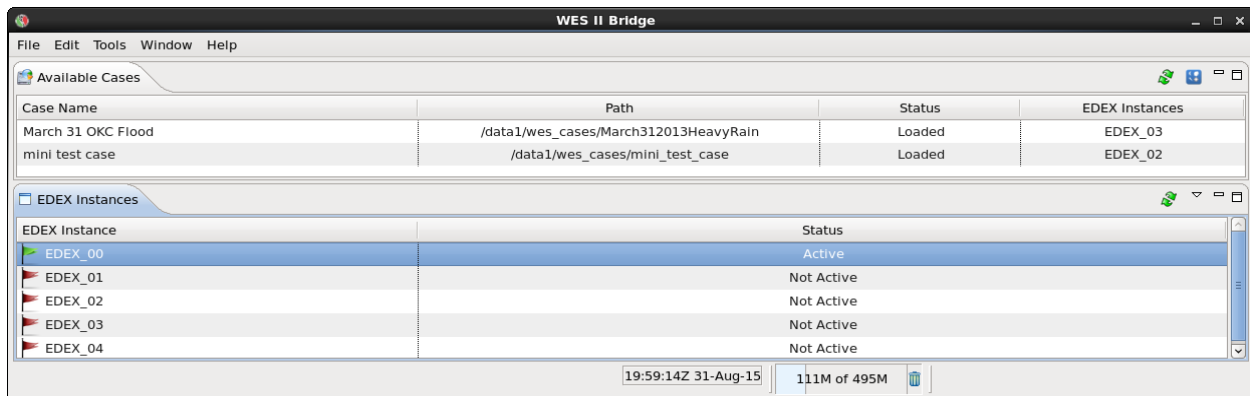 WES II Bridge
File Edit Tools Window Help
Available Cases
Case Name Path Status EDEX Instances
March 31 OKC Flood /data1/wes_cases/March312013HeavyRain Loaded EDEX_03
mini test case /data1/wes_cases/mini_test_case Loaded EDEX_02
EDEX Instances
EDEX Instance Status
EDEX_00 Active
EDEX_01 Not Active
EDEX_02 Not Active
EDEX_03 Not Active
EDEX_04 Not Active
19:59:14Z 31-Aug-15 111M of 495M